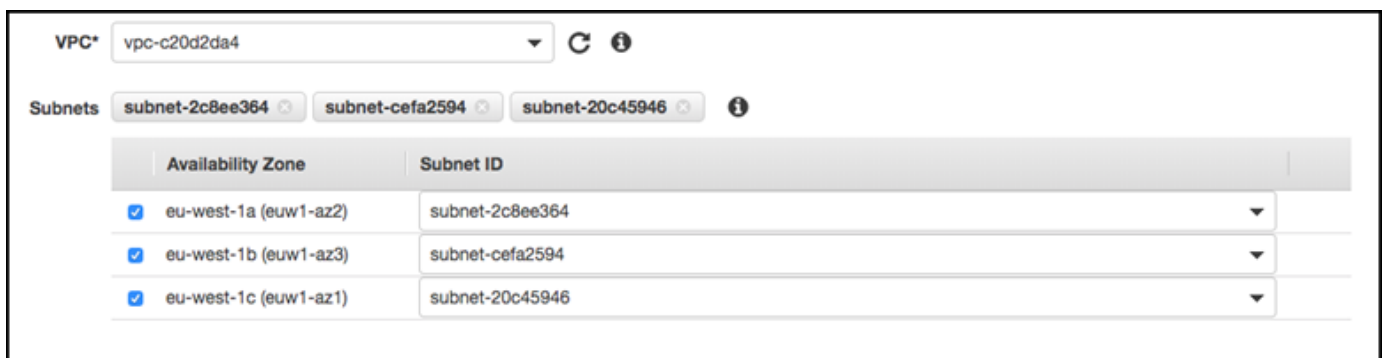 VPC* vpc-c20d2da4
Subnets subnet-2c8ee364 subnet-cefa2594 subnet-20c45946
Availability Zone Subnet ID
eu-west-1a (euw1-az2) subnet-2c8ee364
eu-west-1b (euw1-az3) subnet-cefa2594
eu-west-1c (euw1-az1) subnet-20c45946